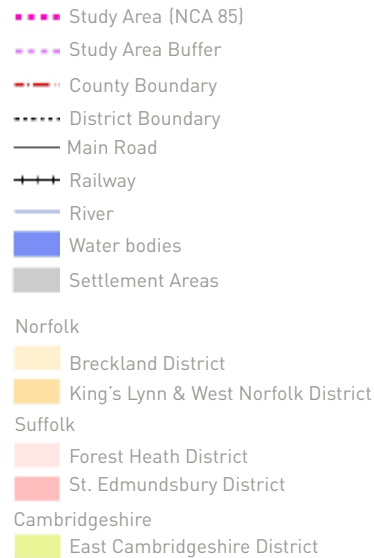 Study Area (NCA 85)
Study Area Buffer
County Boundary
District Boundary
Main Road
Railway
River
Water bodies
Settlement Areas
Norfolk
Breckland District
King's Lynn & West Norfolk District
Suffolk
Forest Heath District
St. Edmundsbury District
Cambridgeshire
East Cambridgeshire District